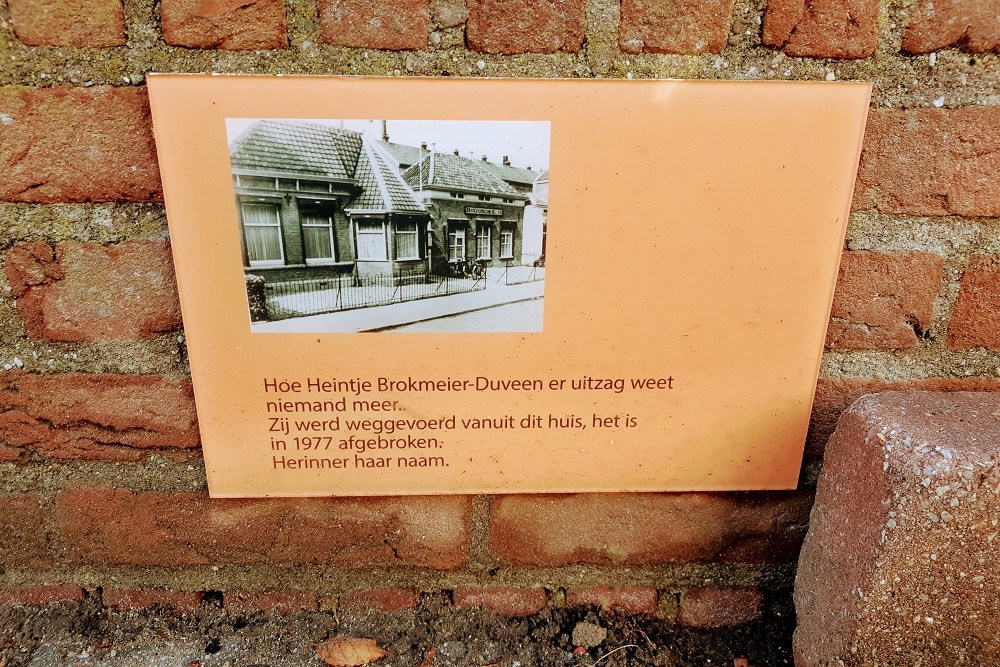 Hoe Heintje Brokmeier-Duveen er uitzag weet
niemand meer..
Zij werd weggevoerd vanuit dit huis, het is
in 1977 afgebroken.
Herinner haar naam.